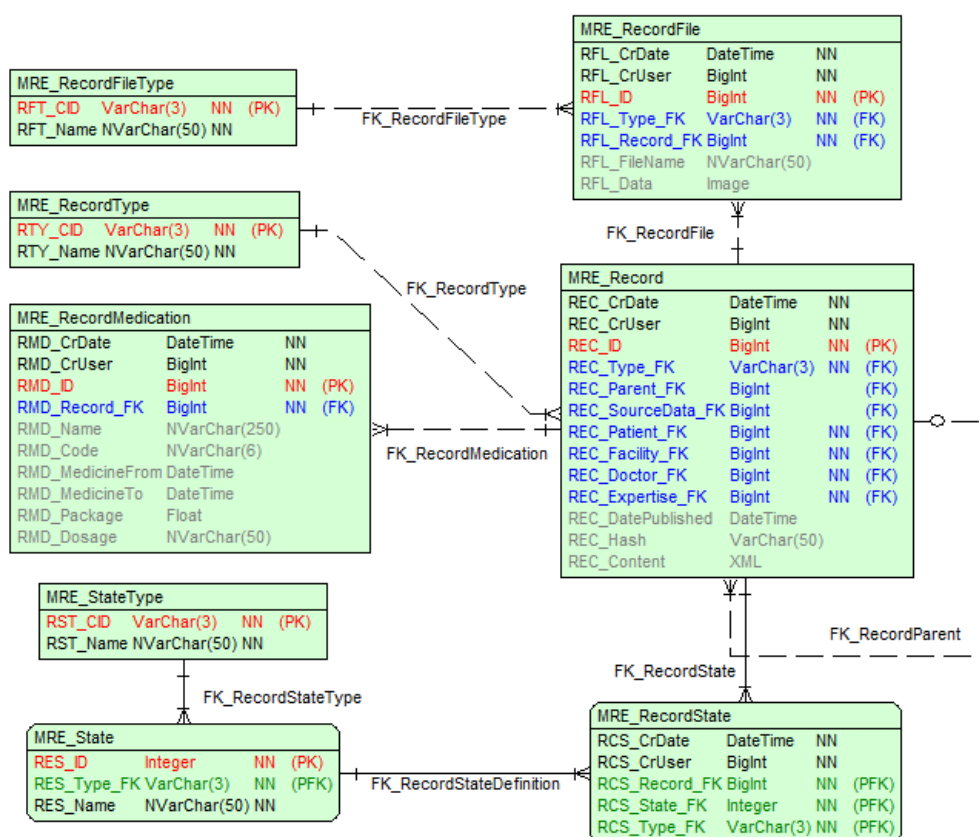 MRE_RecordFile
RFL_CrDate DateTime NN
RFL_CrUser BigInt NN
RFL_ID BigInt NN (PK)
RFL_Type_FK VarChar(3) NN (FK)
RFL_Record_FK BigInt NN (FK)
RFL_FileName NVarChar(50)
RFL_Data Image
MRE_RecordFileType
RFT_CID VarChar(3) NN (PK)
RFT_Name NVarChar(50) NN
FK_RecordFileType
MRE_RecordType
RTY_CID VarChar(3) NN (PK)
RTY_Name NVarChar(50) NN
FK_RecordFile
FK_RecordType
MRE_Record
REC_CrDate DateTime NN
REC_CrUser BigInt NN
REC_ID BigInt NN (PK)
REC_Type_FK VarChar(3) NN (FK)
REC_Parent_FK BigInt (FK)
REC_SourceData_FK BigInt (FK)
REC_Patient_FK BigInt NN (FK)
REC_Facility_FK BigInt NN (FK)
REC_Doctor_FK BigInt NN (FK)
REC_Expertise_FK BigInt NN (FK)
REC_DatePublished DateTime
REC_Hash VarChar(50)
REC_Content XML
MRE_RecordMedication
RMD_CrDate DateTime NN
RMD_CrUser BigInt NN
RMD_ID BigInt NN (PK)
RMD_Record_FK BigInt NN (FK)
RMD_Name NVarChar(250)
RMD_Code NVarChar(6)
RMD_MedicineFrom DateTime
RMD_MedicineTo DateTime
RMD_Package Float
RMD_Dosage NVarChar(50)
FK_RecordMedication
MRE_StateType
RST_CID VarChar(3) NN (PK)
RST_Name NVarChar(50) NN
FK_RecordParent
FK_RecordState
FK_RecordStateType
MRE_State
RES_ID Integer NN (PK)
RES_Type_FK VarChar(3) NN (PFK)
RES_Name NVarChar(50) NN
FK_RecordStateDefinition
MRE_RecordState
RCS_CrDate DateTime NN
RCS_CrUser BigInt NN
RCS_Record_FK BigInt NN (PFK)
RCS_State_FK Integer NN (PFK)
RCS_Type_FK VarChar(3) NN (PFK)